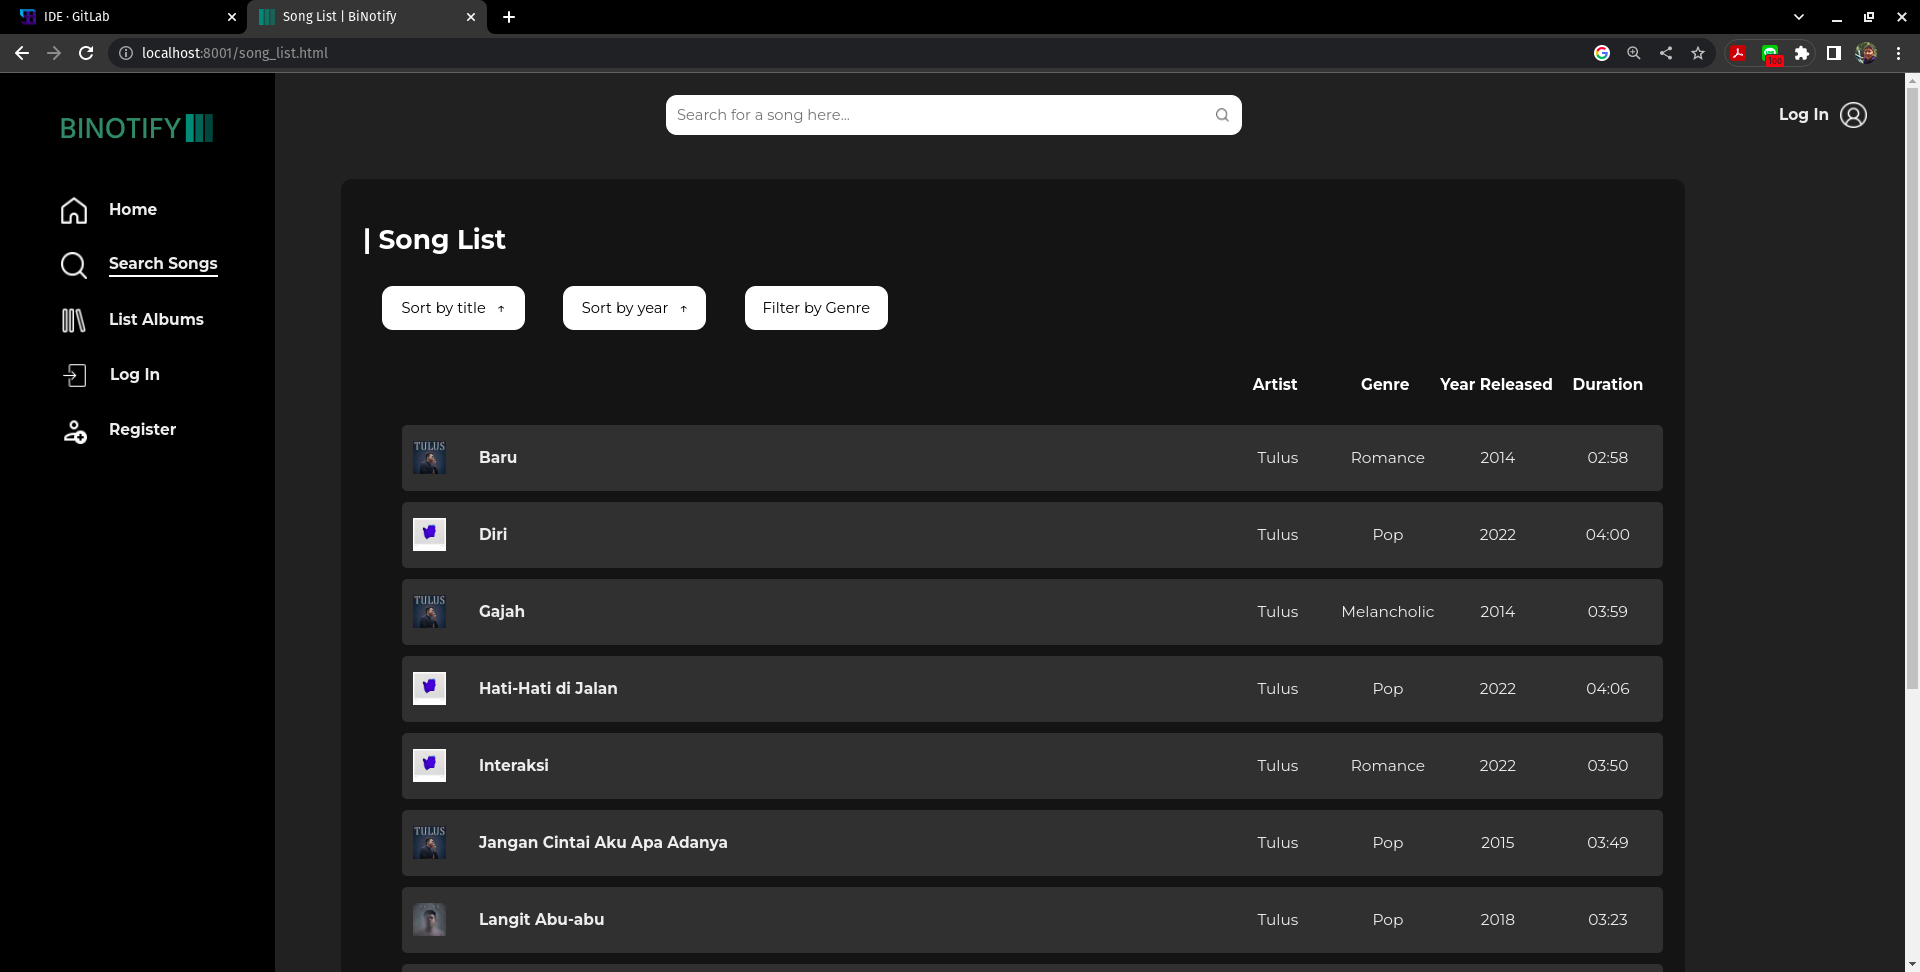 IDE · GitLab
Song List | BiNotify
localhost:8001/song_list.html
100
BINOTIFY
Search for a song here...
Log In
Home
Search Songs
List Albums
Log In
Register
| Song List
Sort by title ↑
Sort by year ↑
Filter by Genre
Artist Genre Year Released Duration
TULUS
Baru Tulus Romance 2014 02:58
Diri Tulus Pop 2022 04:00
TULUS
Gajah Tulus Melancholic 2014 03:59
Hati-Hati di Jalan Tulus Pop 2022 04:06
Interaksi Tulus Romance 2022 03:50
TULUS
Jangan Cintai Aku Apa Adanya Tulus Pop 2015 03:49
Langit Abu-abu Tulus Pop 2018 03:23